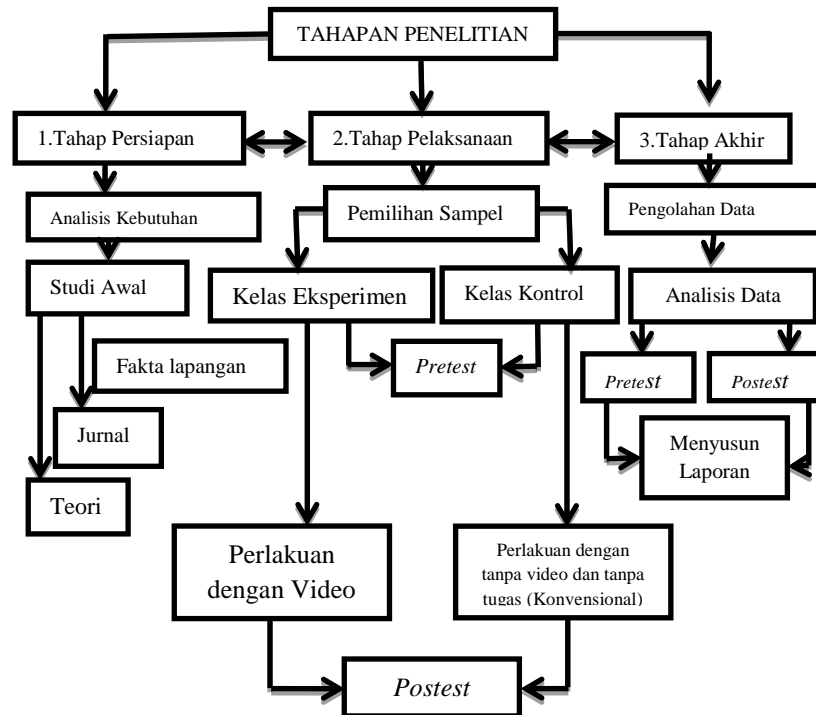 TAHAPAN PENELITIAN
1.Tahap Persiapan
2.Tahap Pelaksanaan
3.Tahap Akhir
Analisis Kebutuhan
Pemilihan Sampel
Pengolahan Data
Studi Awal
Kelas Eksperimen
Kelas Kontrol
Analisis Data
Fakta lapangan
Pretest
Pretest
Postest
Jurnal
Menyusun
Laporan
Teori
Perlakuan
dengan Video
Perlakuan dengan
tanpa video dan tanpa
tugas (Konvensional)
Postest